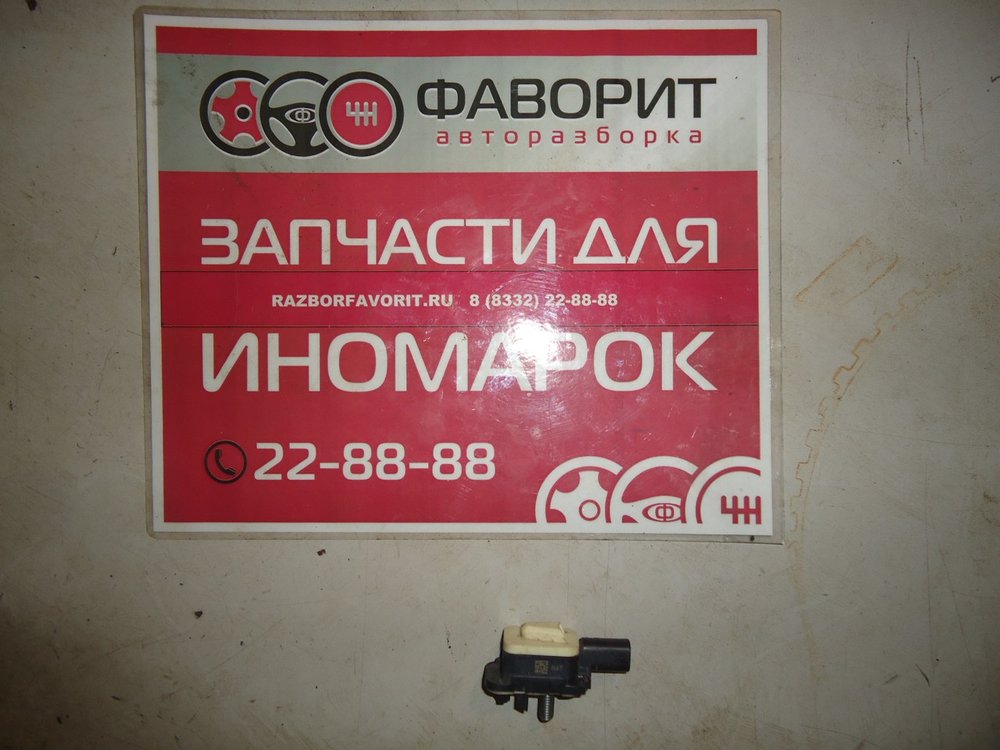 ФАВОРИТ
авторазборка
ЗАПЧАСТИ ДЛЯ
RAZBORFAVORIT.RU 8 (8332) 22-88-88
ИНОМАРОК
22-88-88